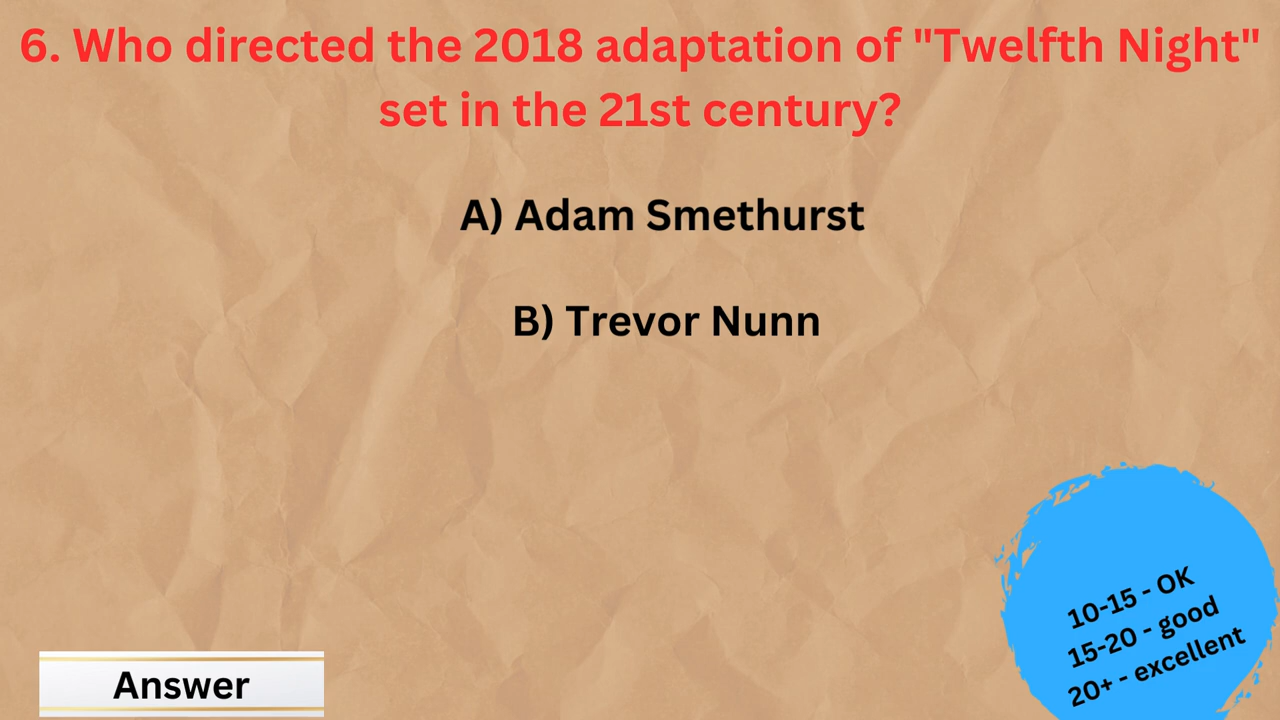 6. Who directed the 2018 adaptation of "Twelfth Night"
set in the 21st century?
A) Adam Smethurst
B) Trevor Nunn
10-15 - OK
15-20 - good
20+ - excellent
Answer